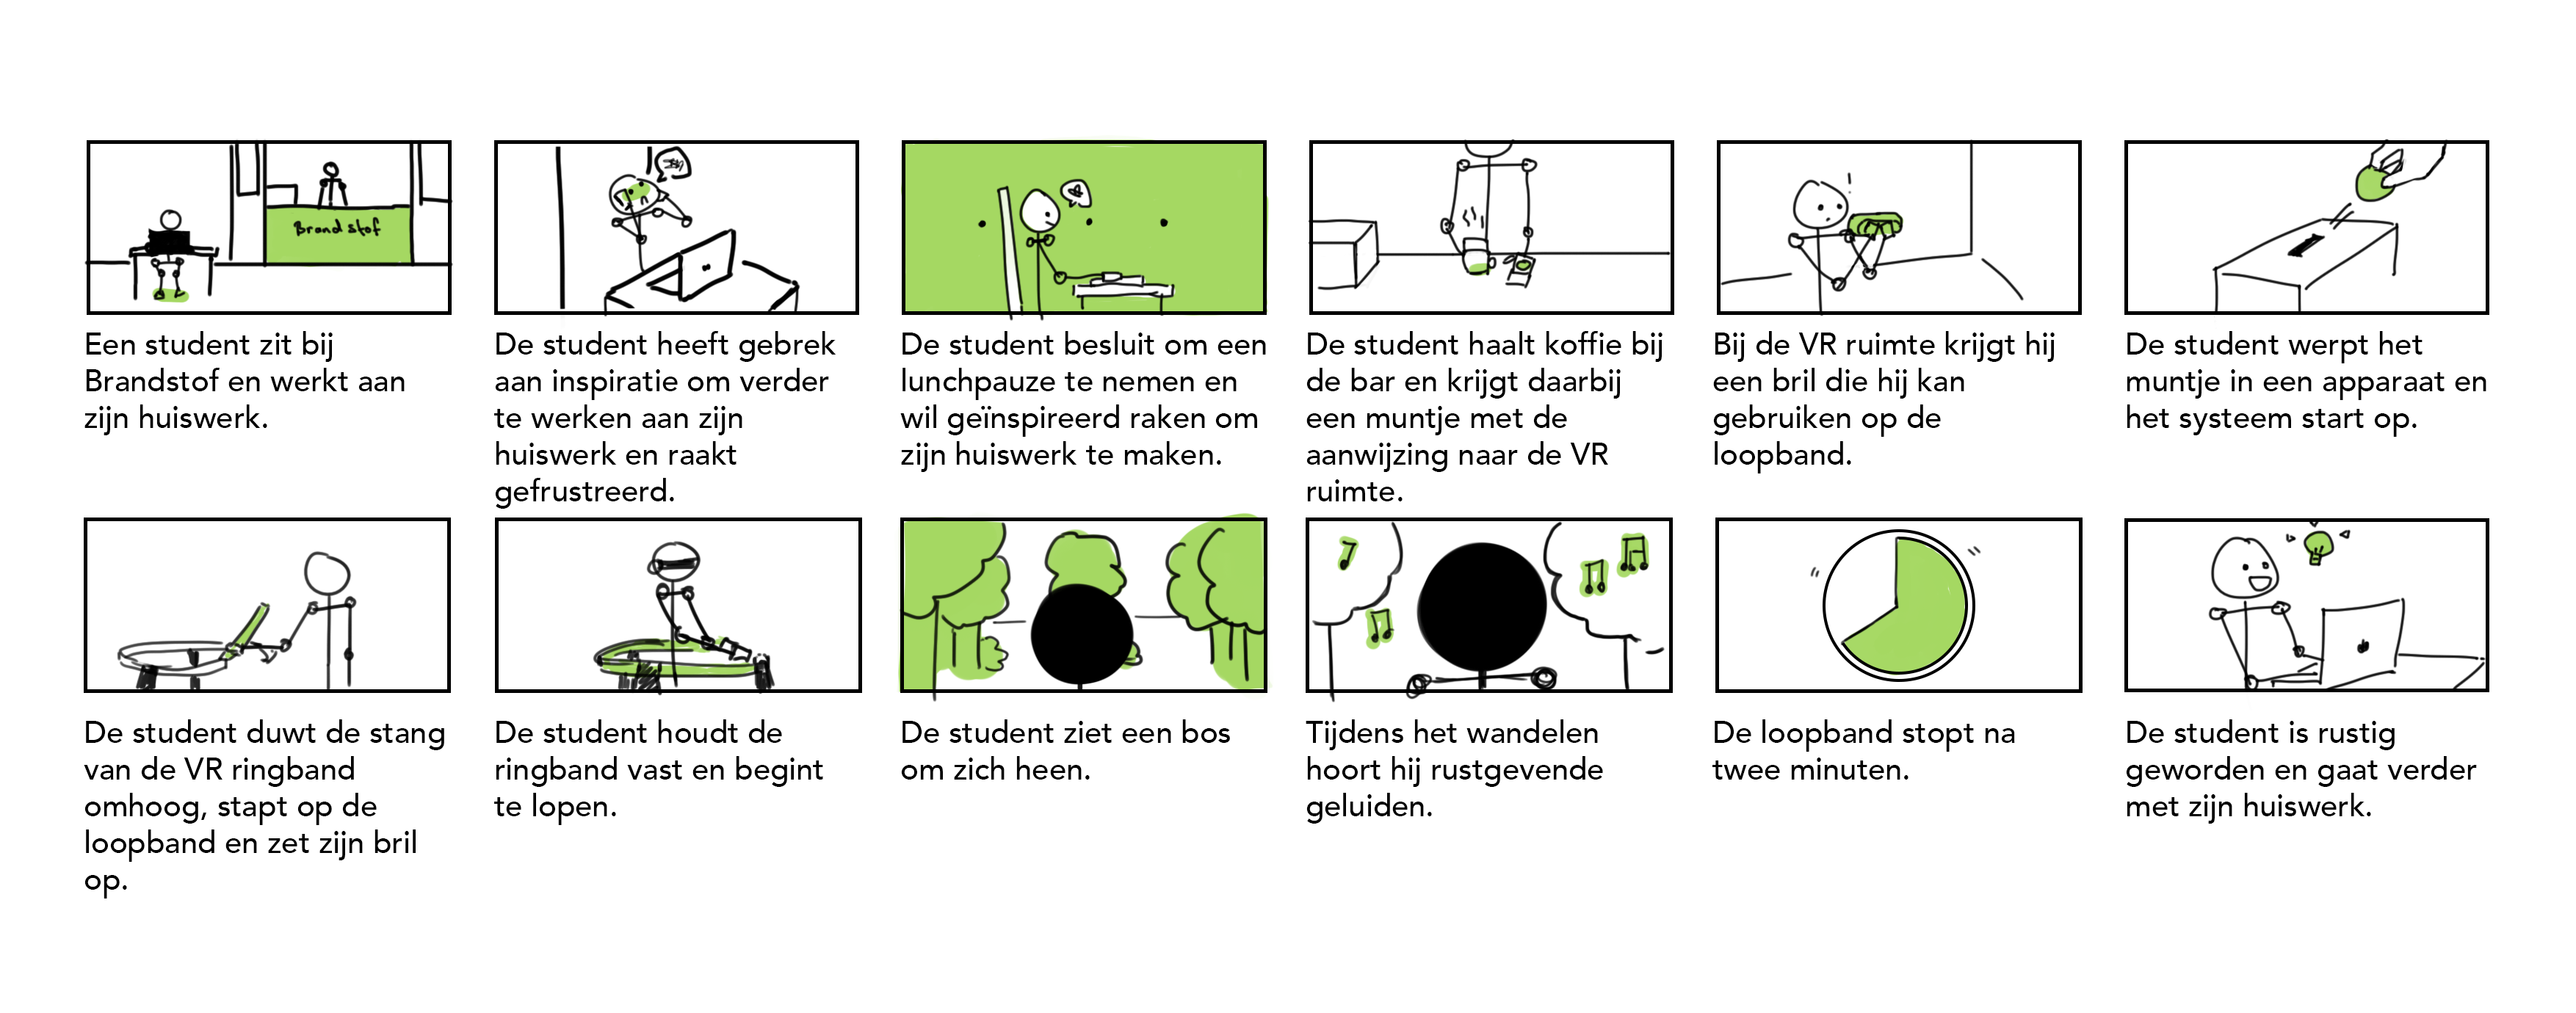 Brandstof
Een student zit bij
Brandstof en werkt aan
zijn huiswerk.
De student heeft gebrek
aan inspiratie om verder
te werken aan zijn
huiswerk en raakt
gefrustreerd.
De student besluit om een
lunchpauze te nemen en
wil geïnspireerd raken om
zijn huiswerk te maken.
De student haalt koffie bij
de bar en krijgt daarbij
een muntje met de
aanwijzing naar de VR
ruimte.
!
Bij de VR ruimte krijgt hij
een bril die hij kan
gebruiken op de
loopband.
De student werpt het
muntje in een apparaat en
het systeem start op.
De student duwt de stang
van de VR ringband
omhoog, stapt op de
loopband en zet zijn bril
op.
De student houdt de
ringband vast en begint
te lopen.
De student ziet een bos
om zich heen.
Tijdens het wandelen
hoort hij rustgevende
geluiden.
De loopband stopt na
twee minuten.
De student is rustig
geworden en gaat verder
met zijn huiswerk.